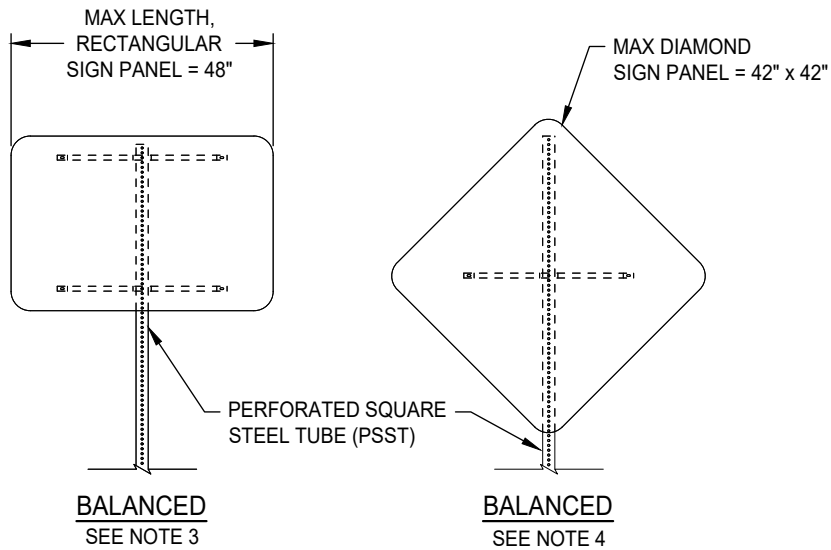 MAX LENGTH,
RECTANGULAR
SIGN PANEL = 48"
MAX DIAMOND
SIGN PANEL = 42" x 42"
PERFORATED SQUARE
STEEL TUBE (PSST)
BALANCED
SEE NOTE 3
BALANCED
SEE NOTE 4